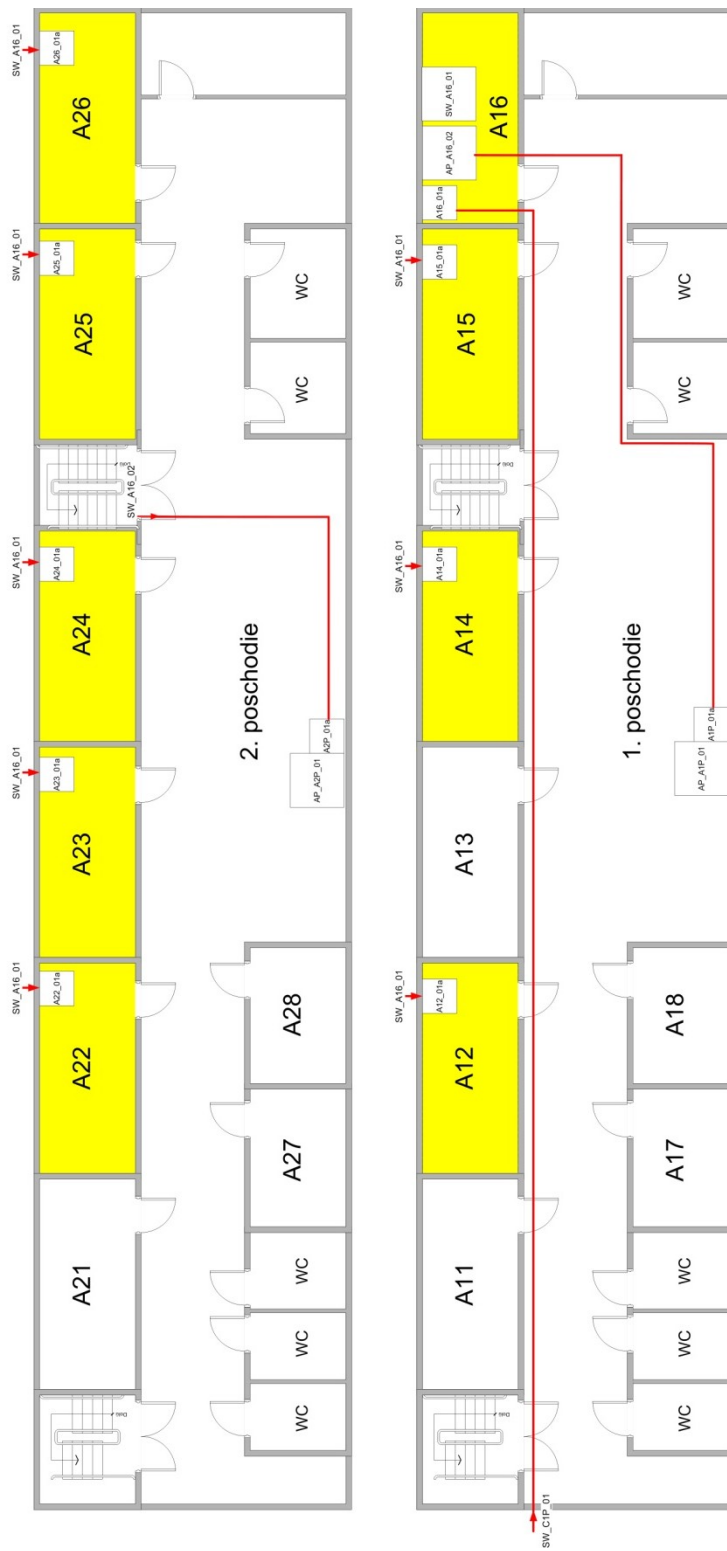 SW_A16_01
SW_A16_01
SW_A16_01
SW_A16_01
SW_A16_01
A22_01a
A23_01a
A24_01a
A25_01a
A26_01a
A21
A22
A23
A24
A25
A26
SW_A16_02
2. poschodie
WC
WC
WC
A27
A28
AP_A2P_01
A2P_01a
WC
WC
SW_A16_01
SW_A16_01
SW_A16_01
A12_01a
A14_01a
A15_01a
A16_01a
AP_A16_02
SW_A16_01
A11
A12
A13
A14
A15
A16
SW_C1P_01
1. poschodie
WC
WC
WC
A17
A18
AP_A1P_01
A1P_01a
WC
WC